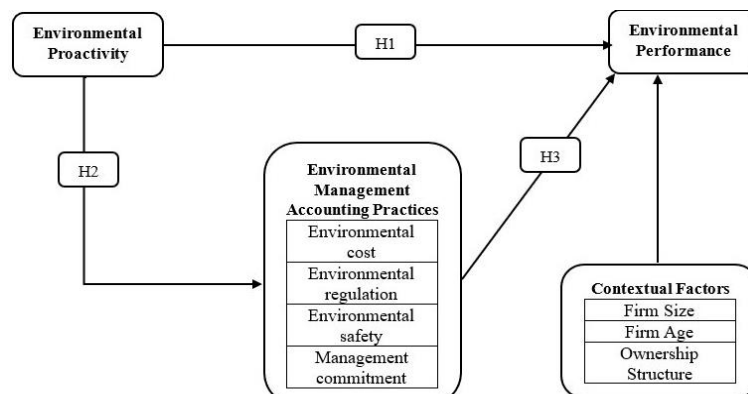 Environmental
Proactivity
H1
Environmental
Performance
H2
Environmental
Management
Accounting Practices
Environmental
cost
Environmental
regulation
Environmental
safety
Management
commitment
H3
Contextual Factors
Firm Size
Firm Age
Ownership
Structure